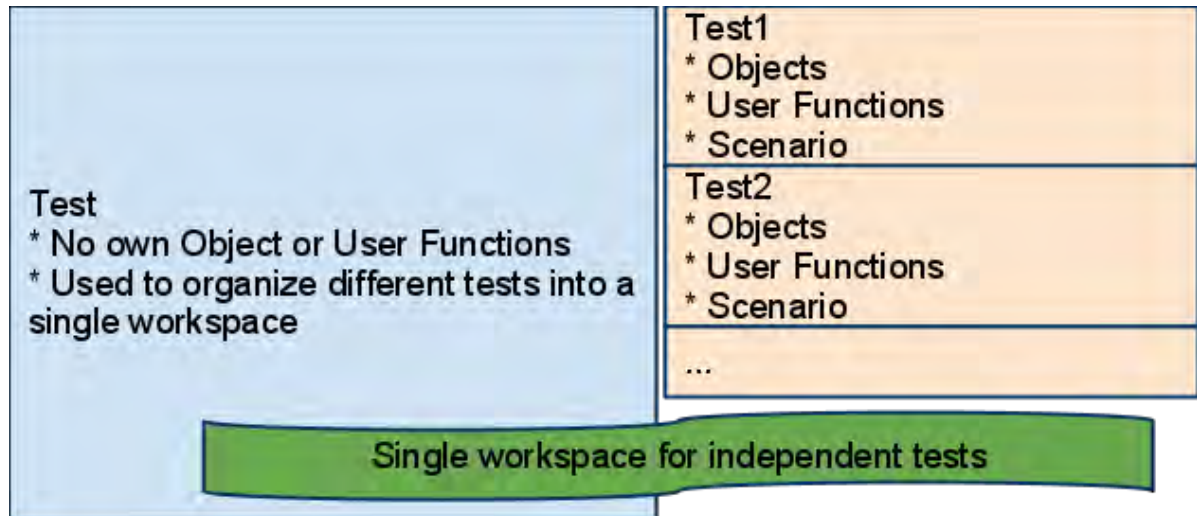 Test
* No own Object or User Functions
* Used to organize different tests into a
single workspace
Test1
* Objects
* User Functions
* Scenario
Test2
* Objects
* User Functions
* Scenario
...
Single workspace for independent tests